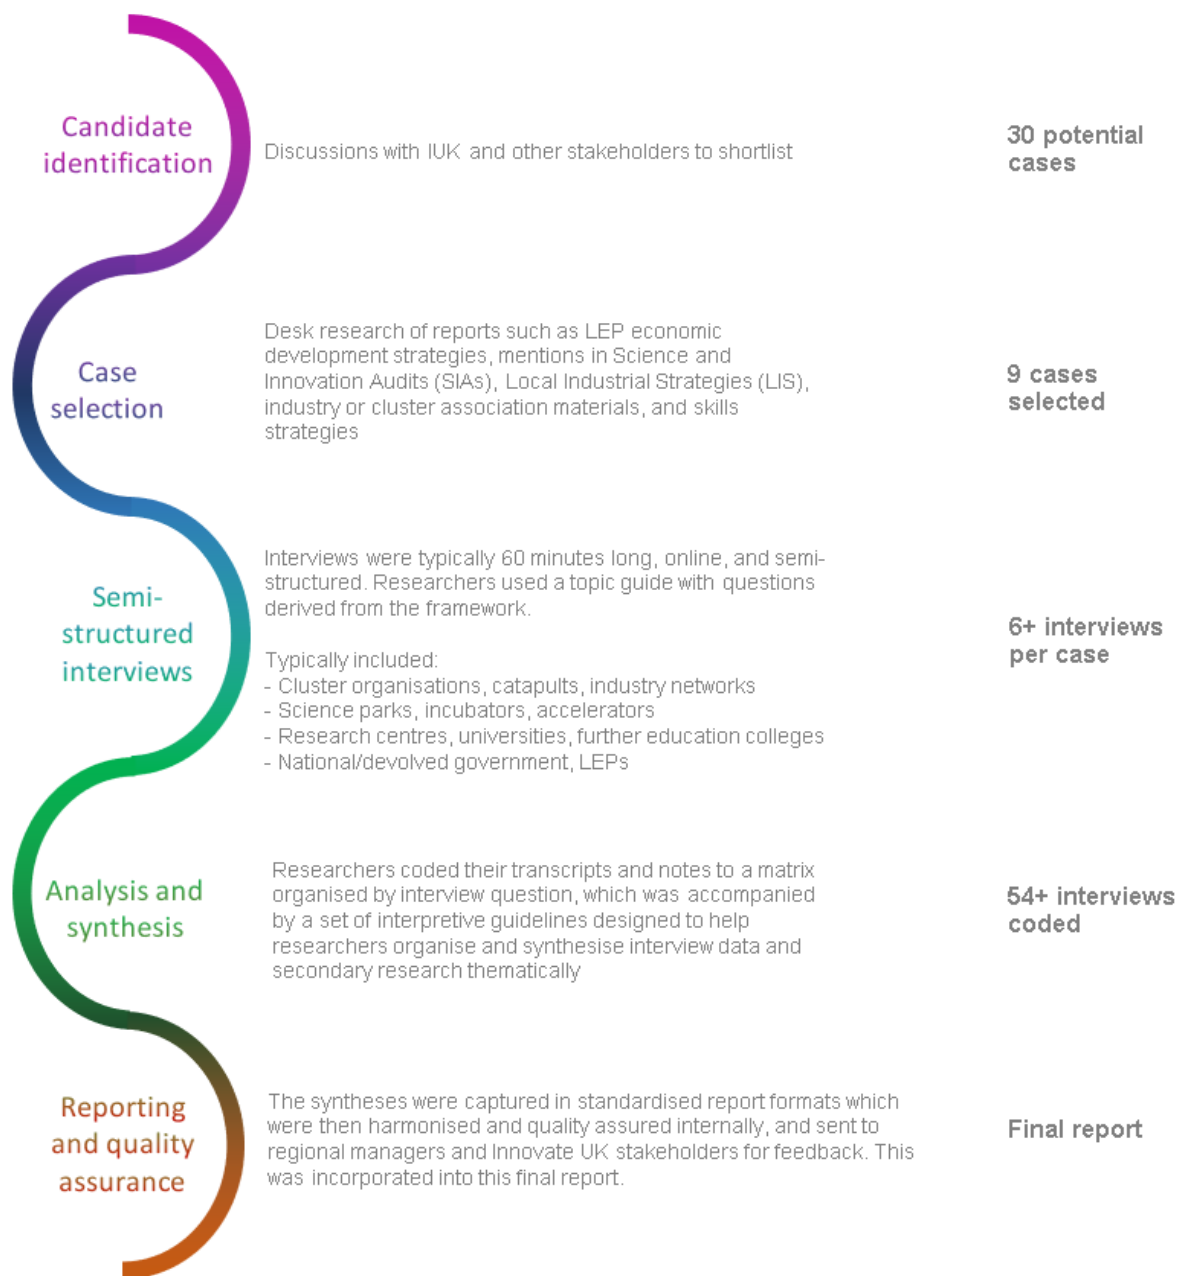 Candidate
identification
Discussions with IUK and other stakeholders to shortlist
30 potential
cases
Case
selection
Desk research of reports such as LEP economic
development strategies, mentions in Science and
Innovation Audits (SIAs), Local Industrial Strategies (LIS),
industry or cluster association materials, and skills
strategies
9 cases
selected
Semi-
structured
interviews
Interviews were typically 60 minutes long, online, and semi-
structured. Researchers used a topic guide with questions
derived from the framework.
Typically included:
- Cluster organisations, catapults, industry networks
- Science parks, incubators, accelerators
- Research centres, universities, further education colleges
- National/devolved government, LEPs
6+ interviews
per case
Analysis and
synthesis
Researchers coded their transcripts and notes to a matrix
organised by interview question, which was accompanied
by a set of interpretive guidelines designed to help
researchers organise and synthesise interview data and
secondary research thematically
54+ interviews
coded
Reporting
and quality
assurance
The syntheses were captured in standardised report formats which
were then harmonised and quality assured internally, and sent to
regional managers and Innovate UK stakeholders for feedback. This
was incorporated into this final report.
Final report